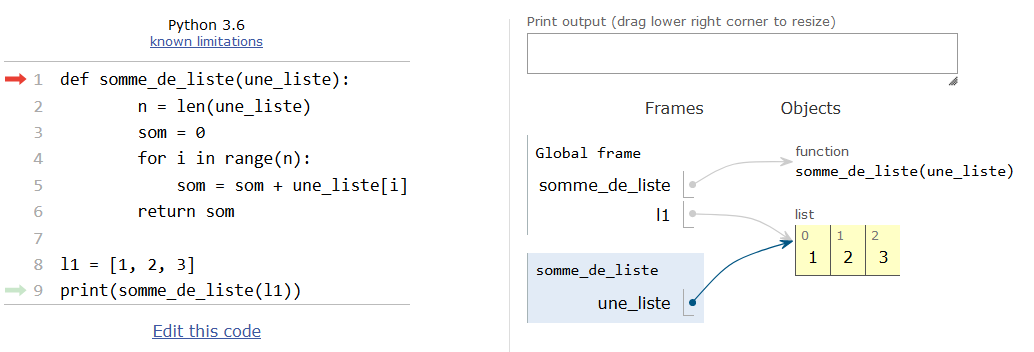 Python 3.6
known limitations
1 def somme_de_liste(une_liste):
2 n = len(une_liste)
3 som = 0
4 for i in range(n):
5 som = som + une_liste[i]
6 return som
7
8 l1 = [1, 2, 3]
9 print(somme_de_liste(l1))
Edit this code
Print output (drag lower right corner to resize)
Frames Objects
Global frame
somme_de_liste
l1
function
somme_de_liste(une_liste)
list
0 1 2
1 2 3
somme_de_liste
une_liste